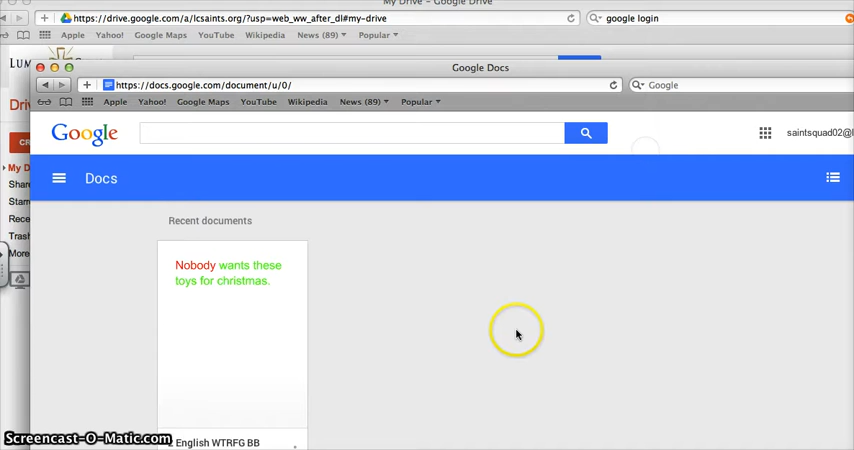 My Drive - Google Drive
https://drive.google.com/a/lcsaints.org/?usp=web_ww_after_dl#my-drive
google login
Apple Yahoo! Google Maps YouTube Wikipedia News (89) Popular
Google Docs
https://docs.google.com/document/u/0/
Google
Apple Yahoo! Google Maps YouTube Wikipedia News (89) Popular
Google
saintsquad02@
Docs
My D
Share
Starr
Rece
Trash
More
Recent documents
Nobody wants these
toys for christmas.
English WTRFG BB
Screencast-O-Matic.com